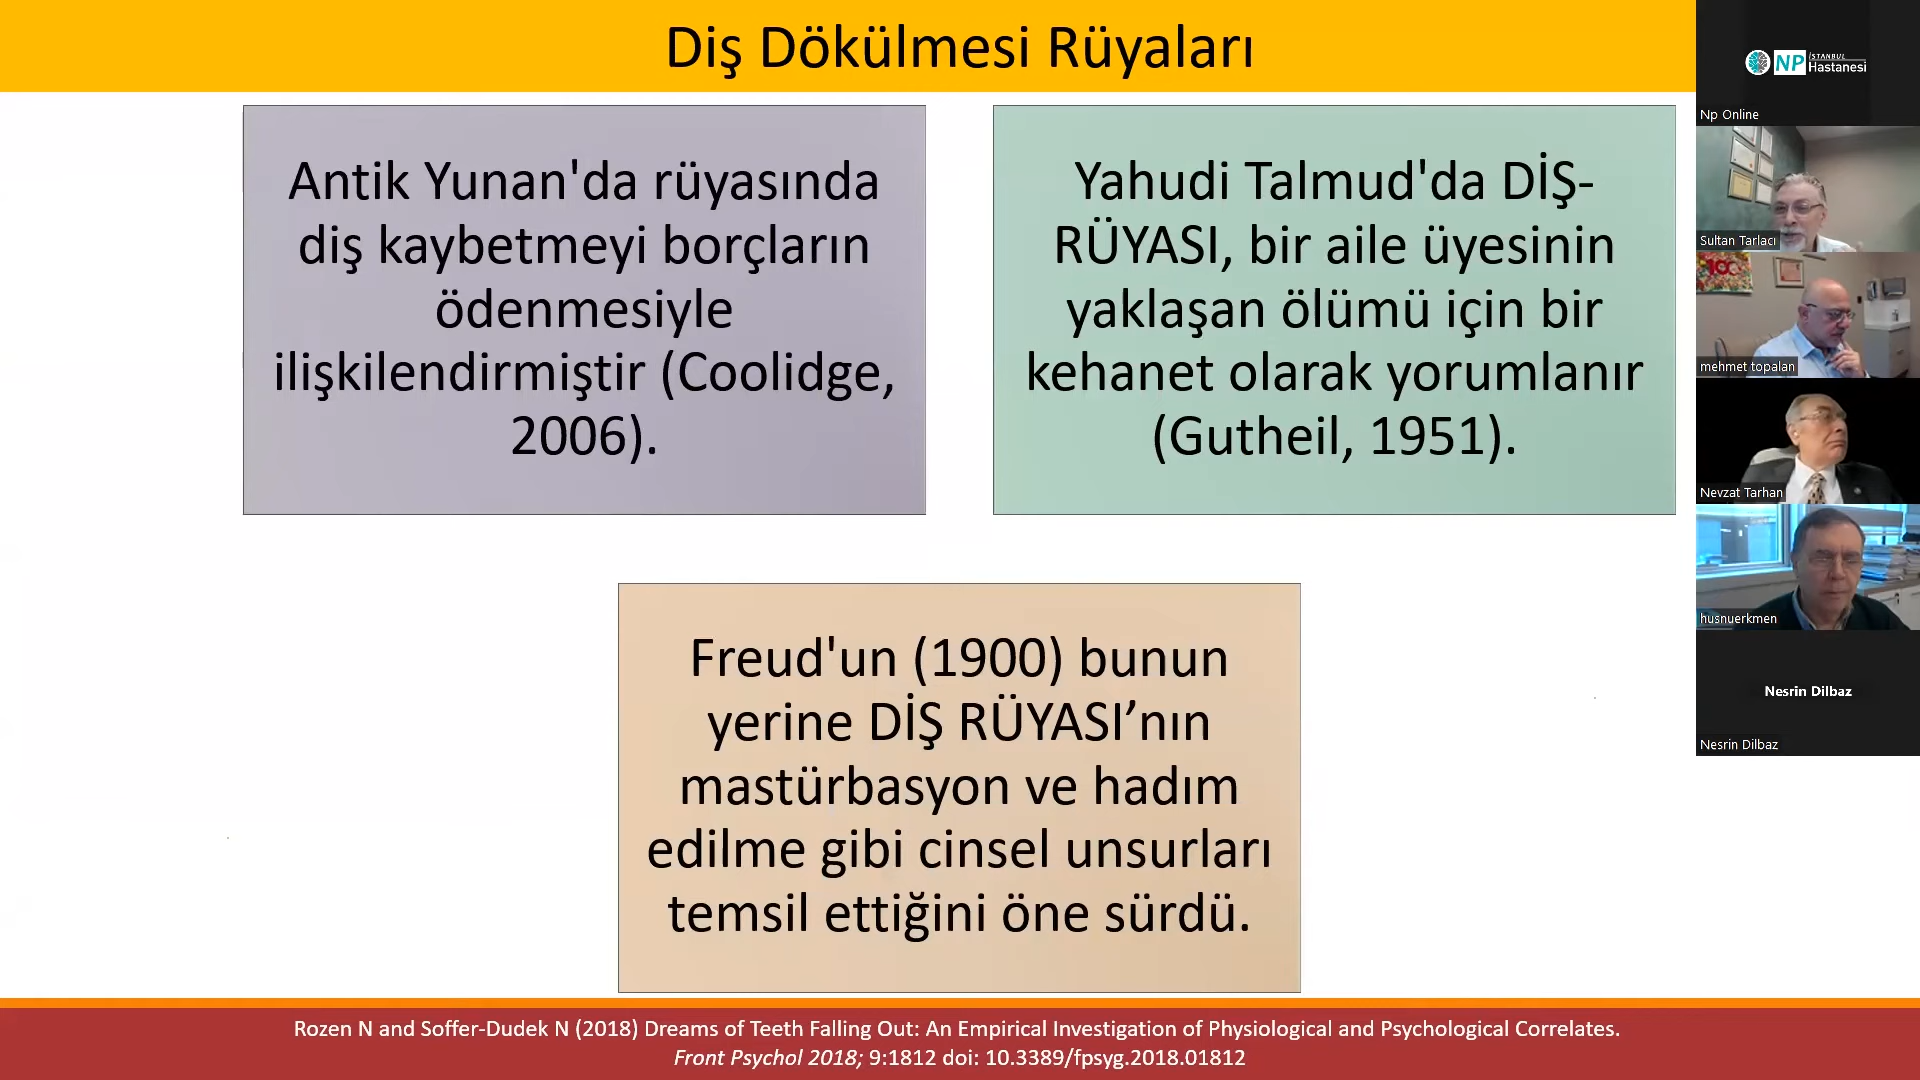 Diş Dökülmesi Rüyaları
Antik Yunan'da rüyasında
diş kaybetmeyi borçların
ödenmesiyle
ilişkilendirmiştir (Coolidge,
2006).
Yahudi Talmud'da DİŞ-
RÜYASI, bir aile üyesinin
yaklaşan ölümü için bir
kehanet olarak yorumlanır
(Gutheil, 1951).
Freud'un (1900) bunun
yerine DİŞ RÜYASI’nın
mastürbasyon ve hadım
edilme gibi cinsel unsurları
temsil ettiğini öne sürdü.
Rozen N and Soffer-Dudek N (2018) Dreams of Teeth Falling Out: An Empirical Investigation of Physiological and Psychological Correlates.
Front Psychol 2018; 9:1812 doi: 10.3389/fpsyg.2018.01812
NP İSTANBUL
Hastanesi
Np Online
Sultan Tarlacı
mehmet topalan
Nevzat Tarhan
husnuerkmen
Nesrin Dilbaz
Nesrin Dilbaz